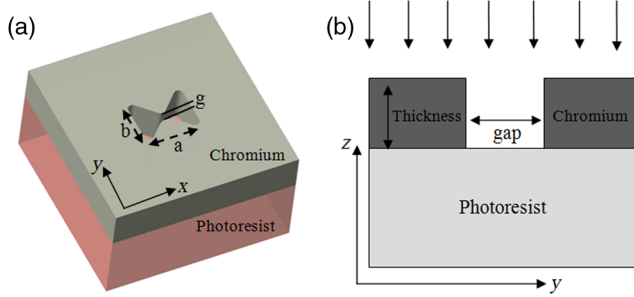 (a)
g
b
a
Chromium
y
x
Photoresist
(b)
Thickness
Chromium
gap
z
Photoresist
y